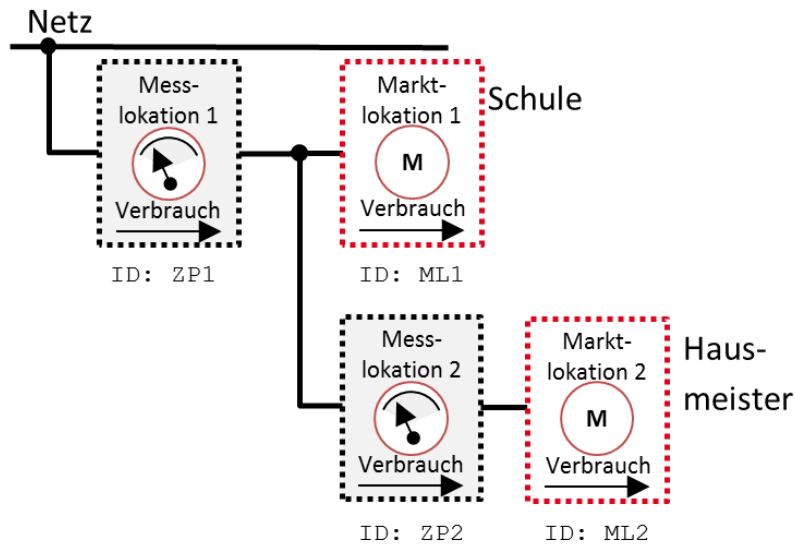 Netz
Mess-
lokation 1
Verbrauch
ID: ZP1
Markt-
lokation 1
M
Verbrauch
ID: ML1
Schule
Mess-
lokation 2
Verbrauch
ID: ZP2
Markt-
lokation 2
M
Verbrauch
ID: ML2
Haus-
meister